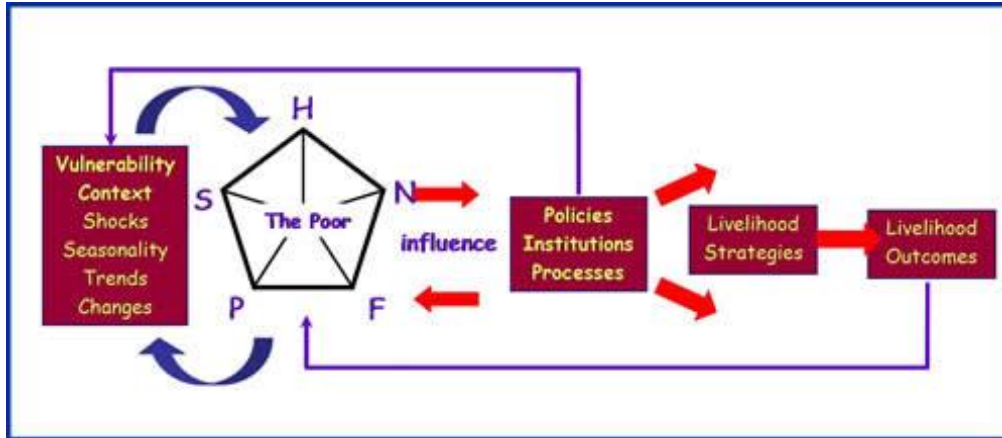 Vulnerability
Context
Shocks
Seasonality
Trends
Changes
H
S
N
P
F
The Poor
influence
Policies
Institutions
Processes
Livelihood
Strategies
Livelihood
Outcomes